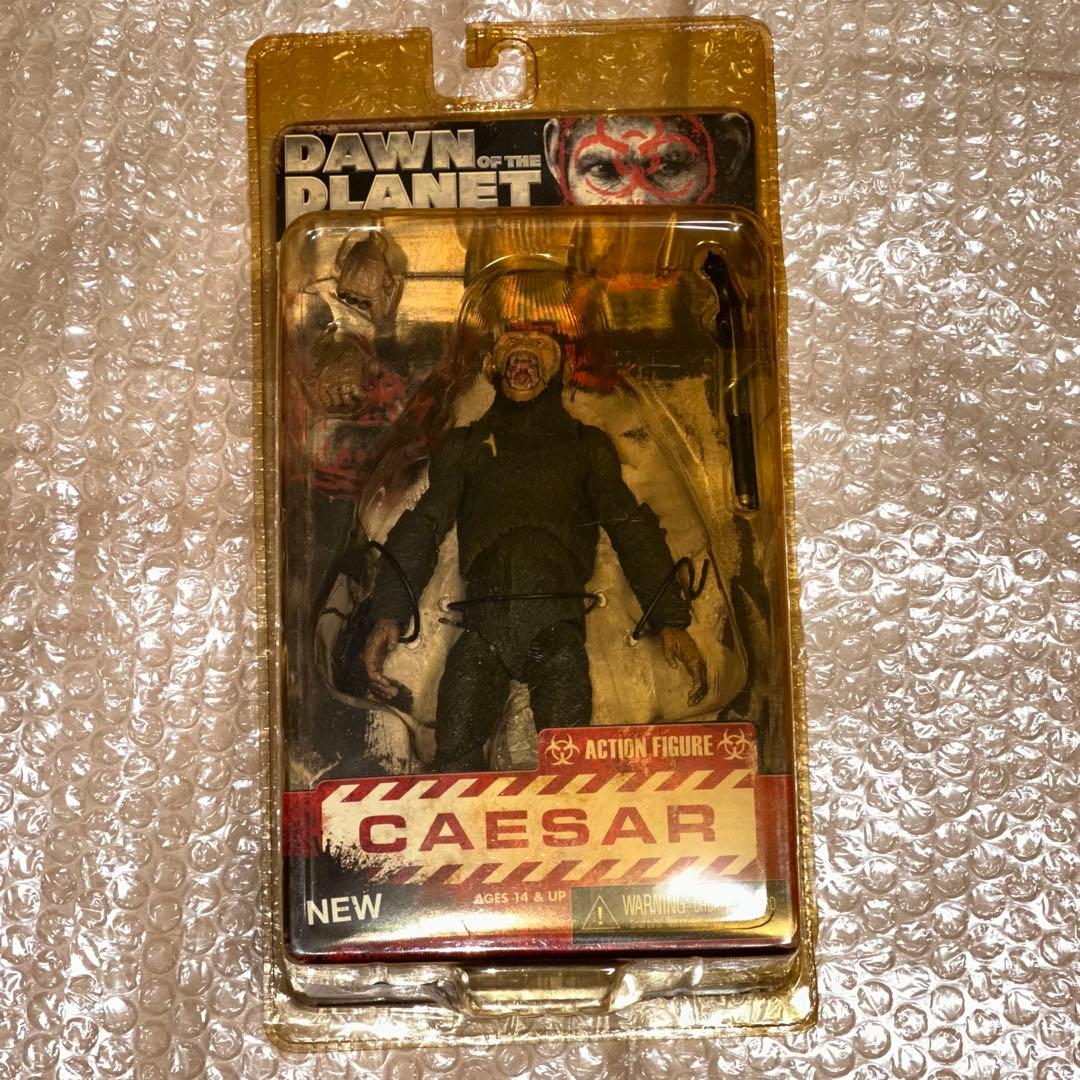 DAWN OF THE
PLANET
ACTION FIGURE
CAESAR
NEW
AGES 14 & UP
WARNING: